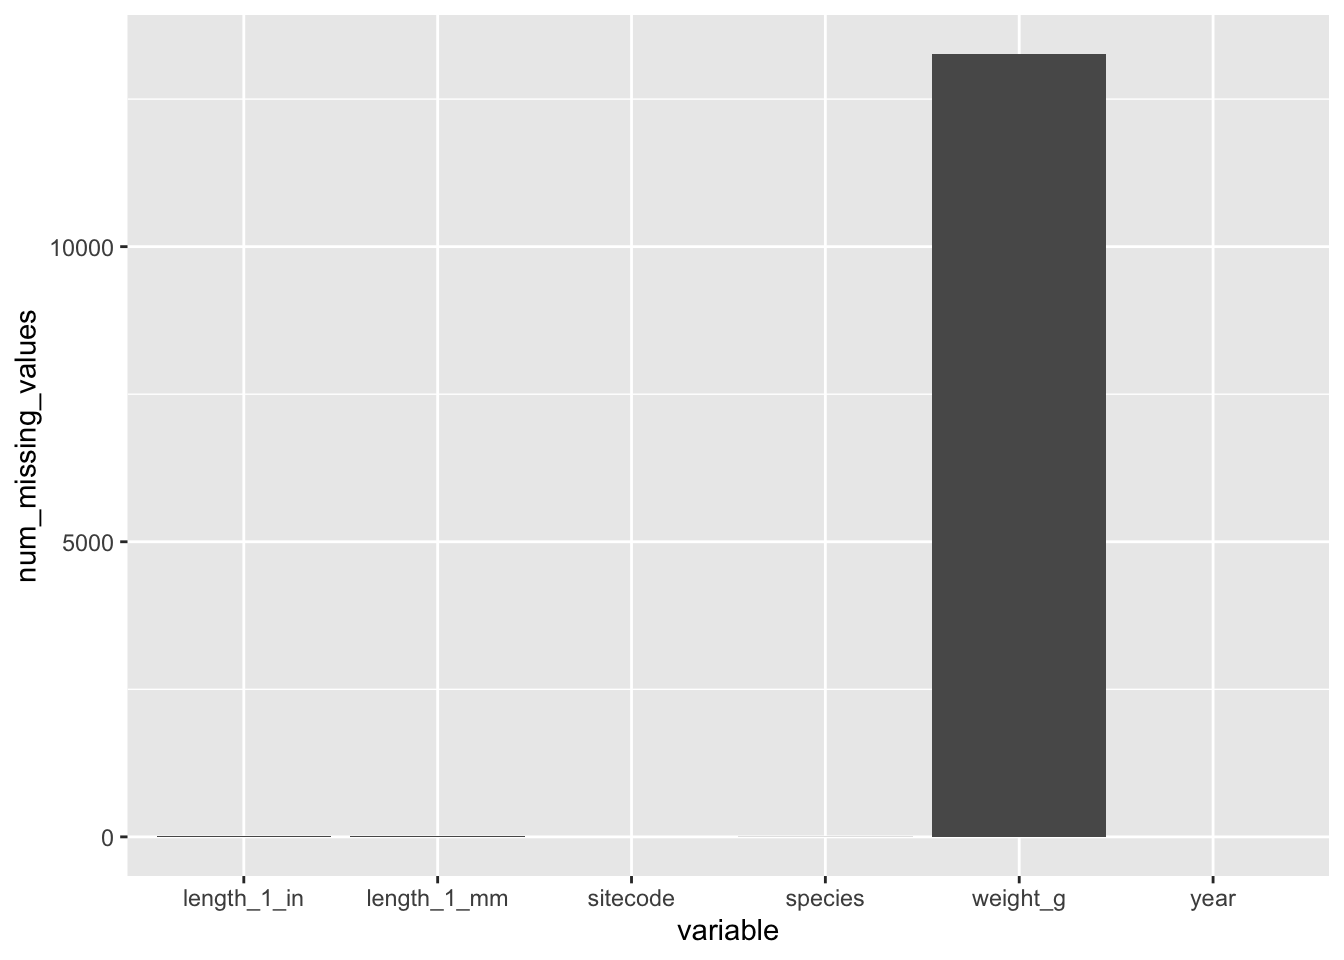 num_missing_values
10000
5000
0
length_1_in
length_1_mm
sitecode
species
weight_g
year
variable